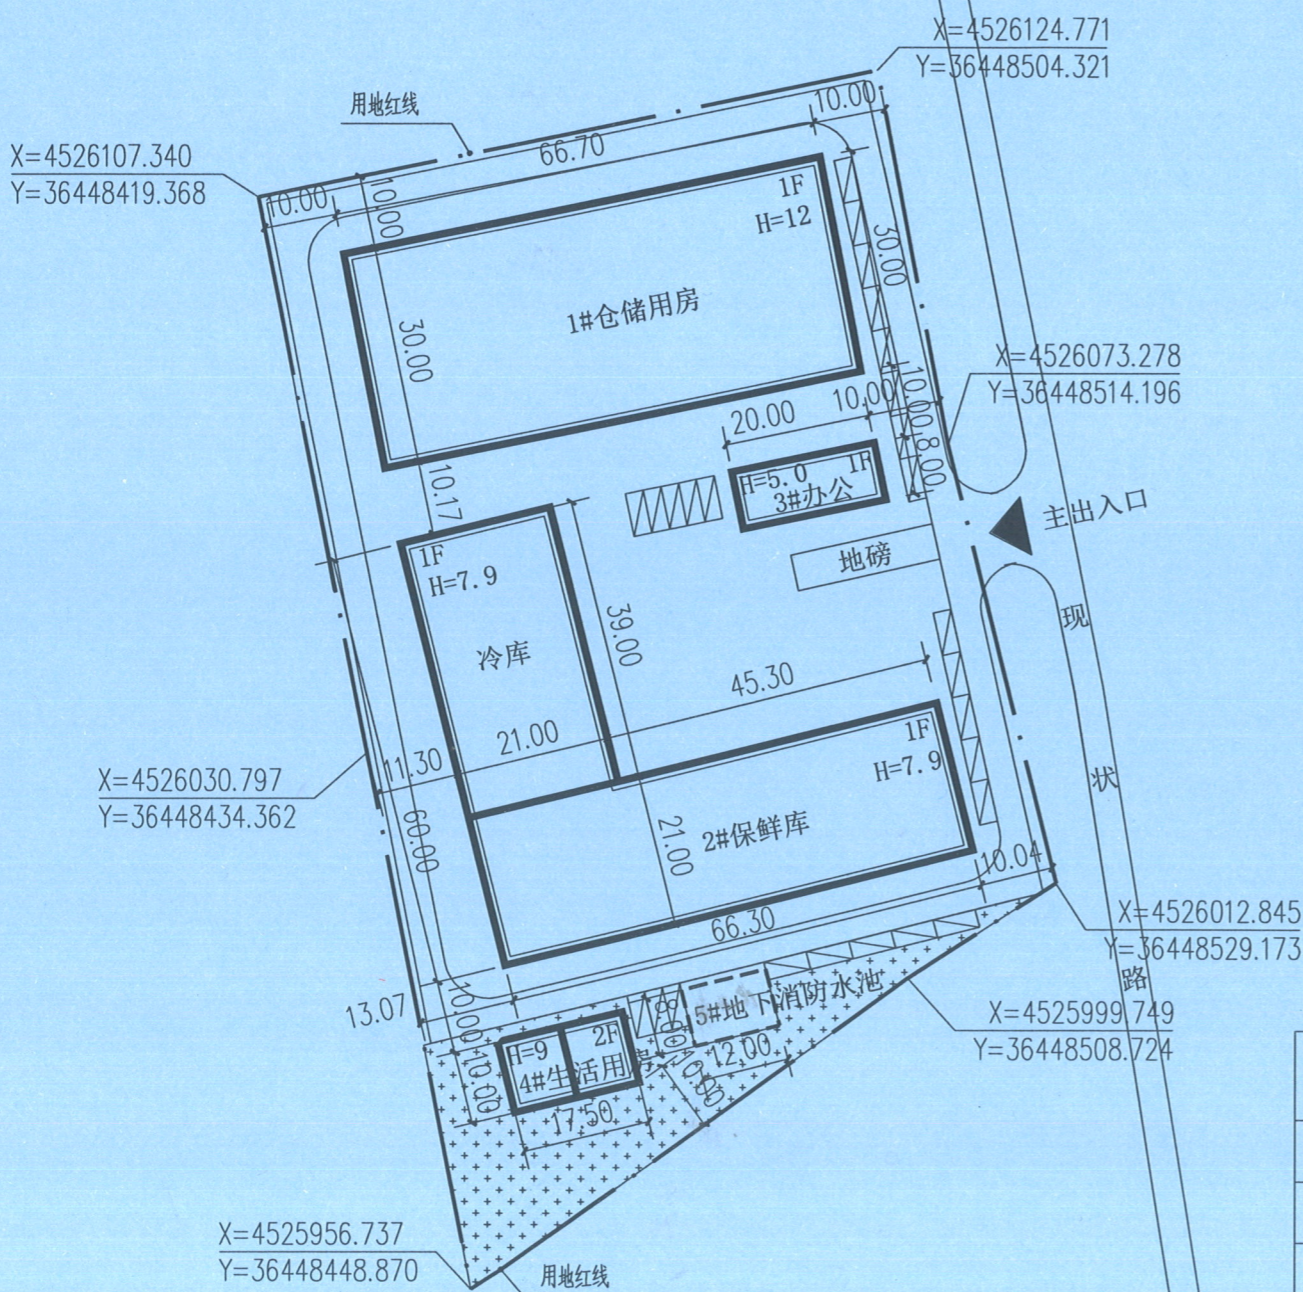 X=4526124.771
Y=36448504.321
用地红线
10.00
66.70
X=4526107.340
Y=36448419.368
10.00
10.00
1F
H=12
30.00
1#仓储用房
30.00
X=4526073.278
Y=36448514.196
10.00
20.00
10.00
8.00
10.17
H=5.0
1F
3#办公
主出入口
地磅
1F
H=7.9
冷库
39.00
现
45.30
21.00
11.30
1F
H=7.9
状
X=4526030.797
Y=36448434.362
60.00
21.00
2#保鲜库
10.04
66.30
X=4526012.845
Y=36448529.173
路
13.07
10.00
5#地下消防水池
X=4525999.749
Y=36448508.724
H=9
2F
4#生活用房
8.00
12.00
10.00
10.00
17.50
X=4525956.737
Y=36448448.870
用地红线